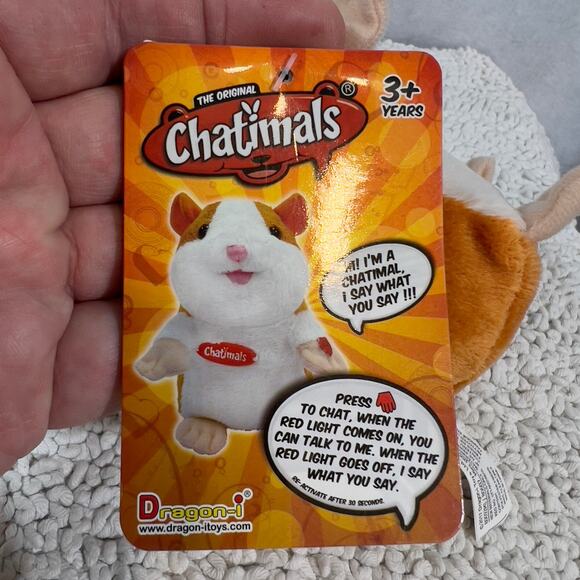 THE ORIGINAL
Chatimals®
3+
YEARS
HI! I'M A
CHATIMAL,
I SAY WHAT
YOU SAY !!!
Chatimals
PRESS
TO CHAT, WHEN THE
RED LIGHT COMES ON, YOU
CAN TALK TO ME. WHEN THE
RED LIGHT GOES OFF, I SAY
WHAT YOU SAY.
RE-ACTIVATE AFTER 30 SECONDS.
Dragon-i®
www.dragon-itoys.com